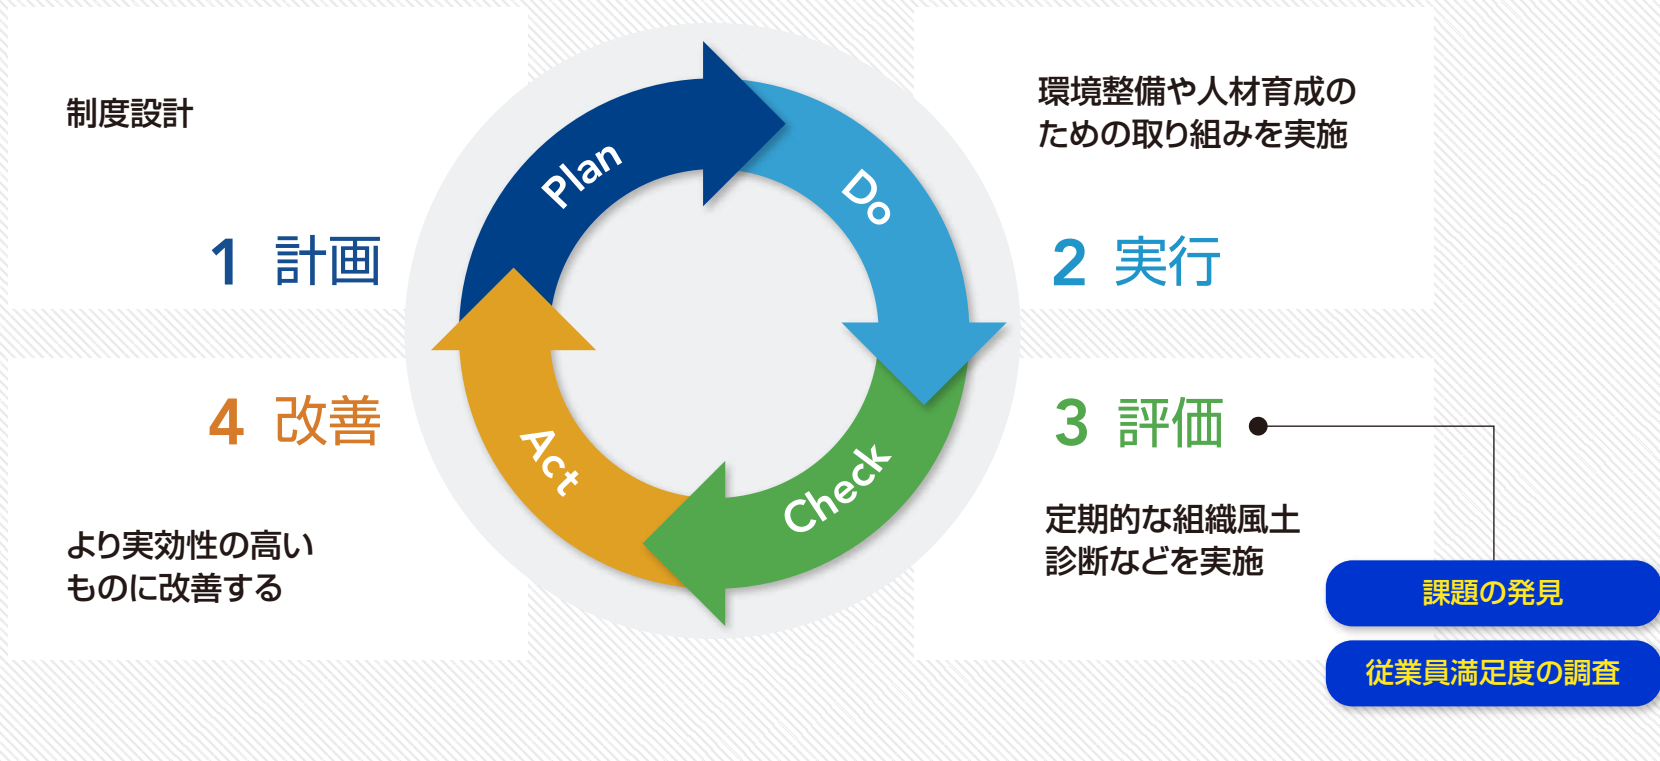 制度設計
1 計画
Plan
Do
環境整備や人材育成の
ための取り組みを実施
2 実行
4 改善
より実効性の高い
ものに改善する
Act
Check
3 評価
定期的な組織風土
診断などを実施
課題の発見
従業員満足度の調査